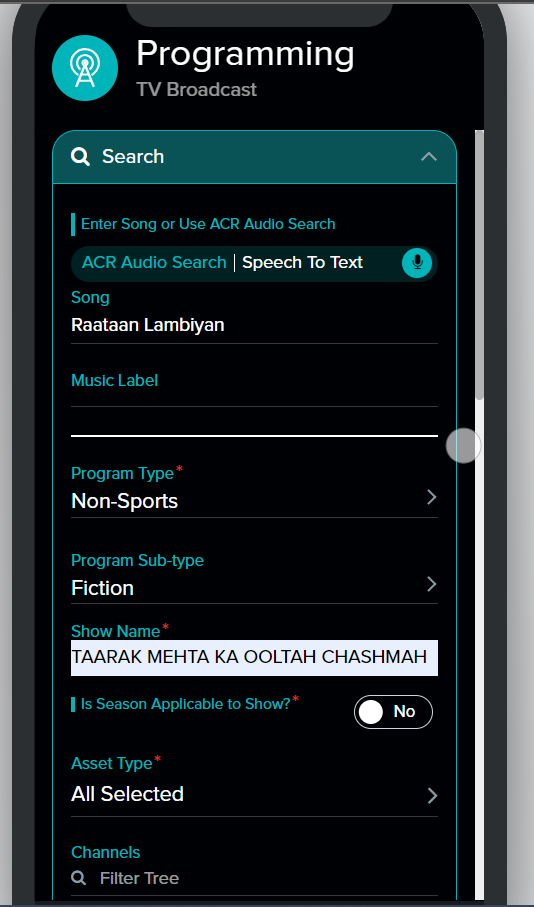 Programming
TV Broadcast
Search
Enter Song or Use ACR Audio Search
ACR Audio Search | Speech To Text
Song
Raataan Lambiyan
Music Label
Program Type*
Non-Sports
Program Sub-type
Fiction
Show Name*
TAARAK MEHTA KA OOLTAH CHASHMAH
Is Season Applicable to Show?* No
Asset Type*
All Selected
Channels
Filter Tree